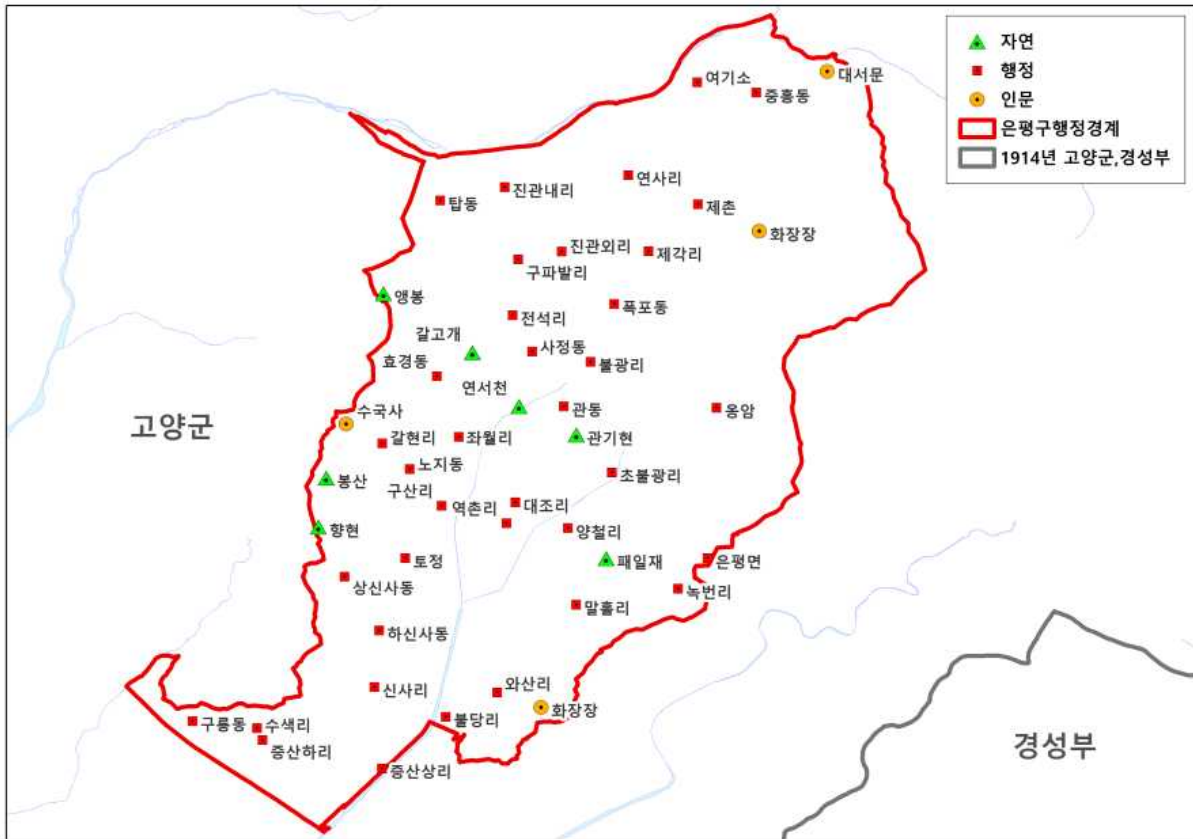 자연
행정
인문
은평구행정경계
1914년 고양군,경성부
대서문
여기소
중흥동
연사리
진관내리
탑동
제촌
화장장
진관외리
제각리
구파발리
앵봉
폭포동
전석리
갈고개
사정동
효경동
불광리
연서천
관동
옹암
수국사
고양군
갈현리
좌월리
관기현
노지동
초불광리
봉산
구산리
역촌리
대조리
향현
양철리
토정
패일재
은평면
상신사동
녹번리
말흘리
하신사동
신사리
와산리
화장장
불당리
구룡동
수색리
증산하리
경성부
증산상리